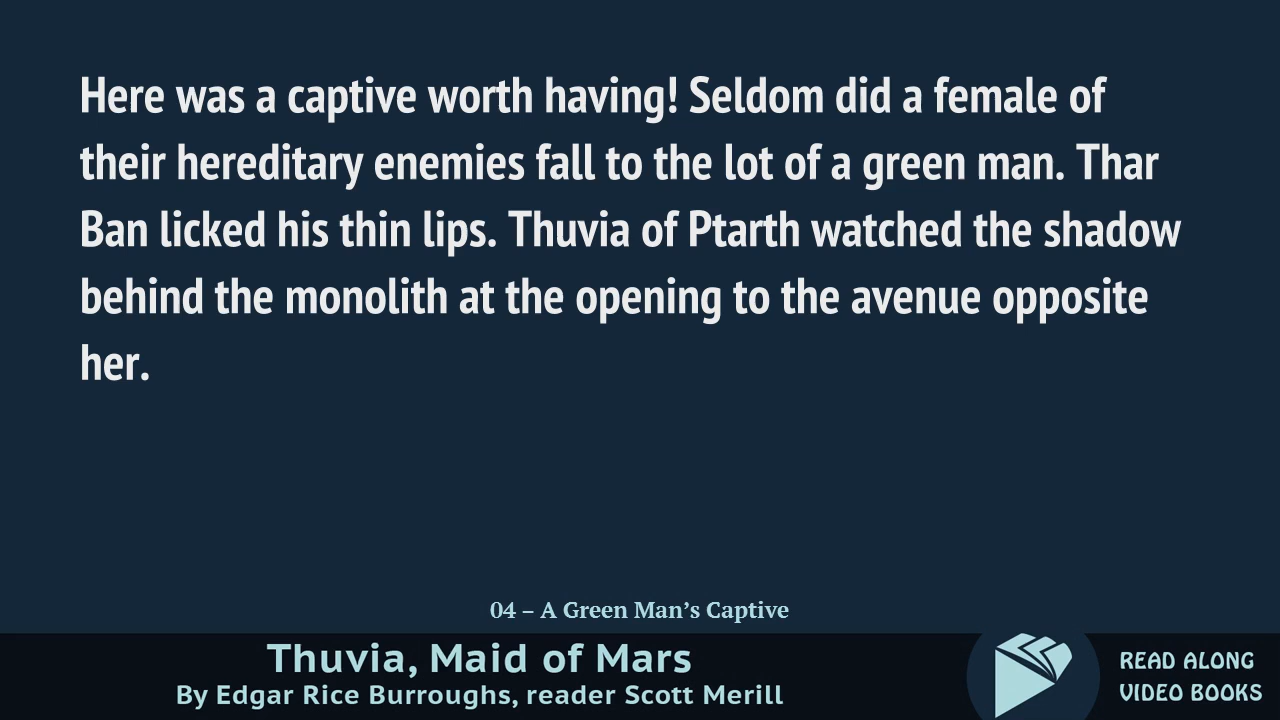 Here was a captive worth having! Seldom did a female of
their hereditary enemies fall to the lot of a green man. Thar
Ban licked his thin lips. Thuvia of Ptarth watched the shadow
behind the monolith at the opening to the avenue opposite
her.
04 – A Green Man’s Captive
Thuvia, Maid of Mars
By Edgar Rice Burroughs, reader Scott Merill
READ ALONG
VIDEO BOOKS